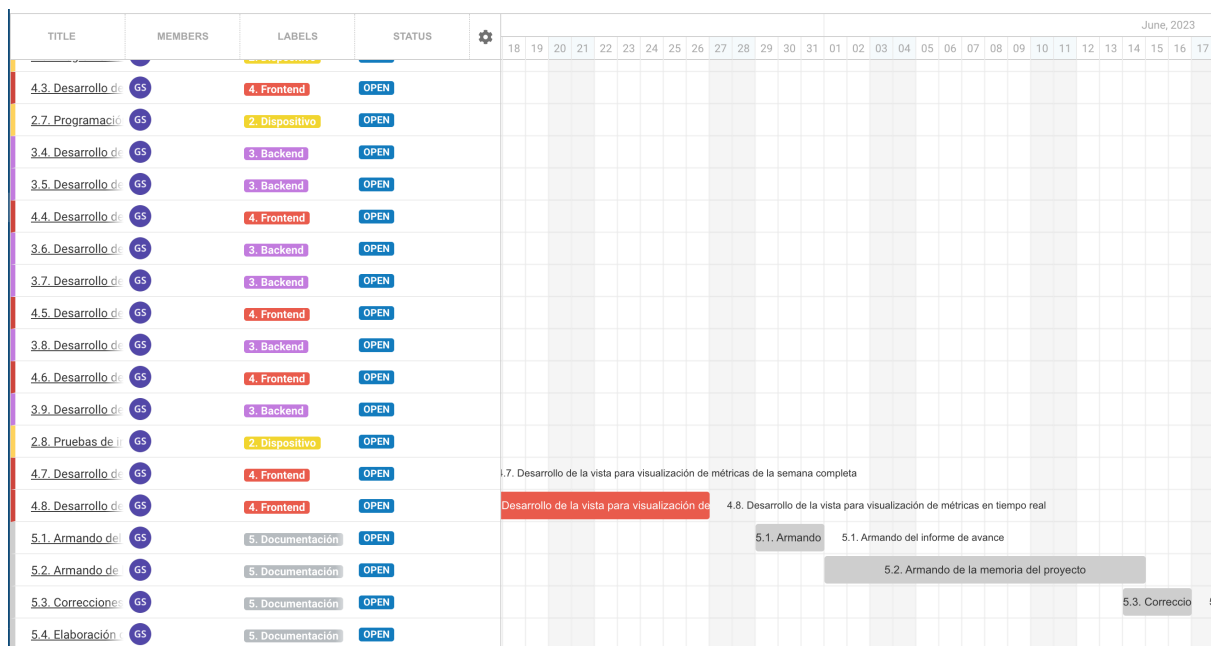 TITLE MEMBERS LABELS STATUS
June, 2023
18 19 20 21 22 23 24 25 26 27 28 29 30 31 01 02 03 04 05 06 07 08 09 10 11 12 13 14 15 16 17
4.3. Desarrollo de GS 4. Frontend OPEN
2.7. Programació GS 2. Dispositivo OPEN
3.4. Desarrollo de GS 3. Backend OPEN
3.5. Desarrollo de GS 3. Backend OPEN
4.4. Desarrollo de GS 4. Frontend OPEN
3.6. Desarrollo de GS 3. Backend OPEN
3.7. Desarrollo de GS 3. Backend OPEN
4.5. Desarrollo de GS 4. Frontend OPEN
3.8. Desarrollo de GS 3. Backend OPEN
4.6. Desarrollo de GS 4. Frontend OPEN
3.9. Desarrollo de GS 3. Backend OPEN
2.8. Pruebas de in GS 2. Dispositivo OPEN
4.7. Desarrollo de GS 4. Frontend OPEN .7. Desarrollo de la vista para visualización de métricas de la semana completa
4.8. Desarrollo de GS 4. Frontend OPEN Desarrollo de la vista para visualización de 4.8. Desarrollo de la vista para visualización de métricas en tiempo real
5.1. Armando del GS 5. Documentación OPEN 5.1. Armando 5.1. Armando del informe de avance
5.2. Armando de GS 5. Documentación OPEN 5.2. Armando de la memoria del proyecto
5.3. Correcciones GS 5. Documentación OPEN 5.3. Correccio
5.4. Elaboración GS 5. Documentación OPEN